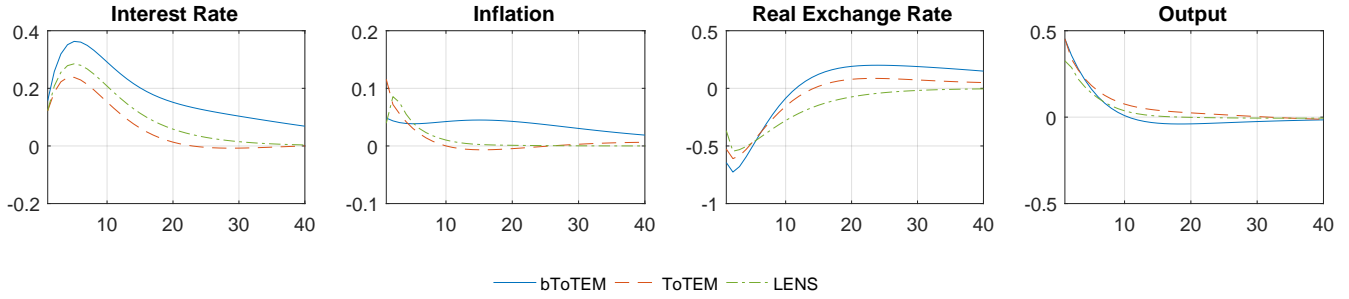 Interest Rate
Inflation
Real Exchange Rate
Output
0.4
0.2
0
-0.2
10 20 30 40
0.2
0.1
0
-0.1
10 20 30 40
0.5
0
-0.5
-1
10 20 30 40
0.5
0
-0.5
10 20 30 40
bToTEM ToTEM LENS